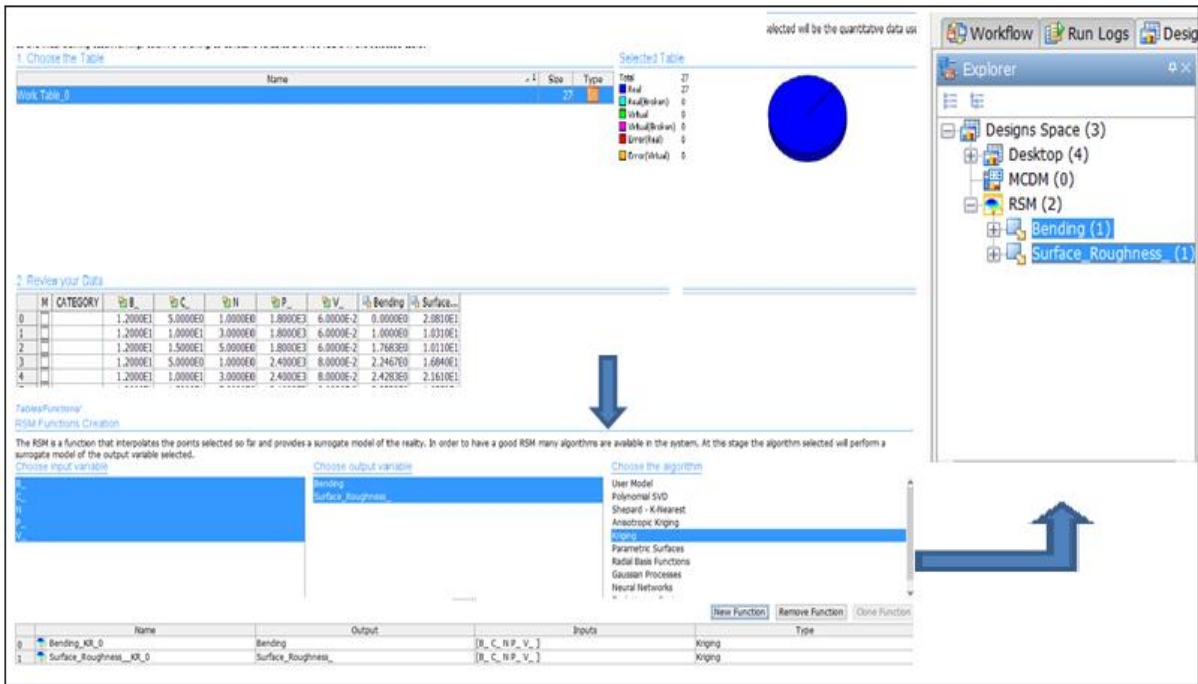 selected will be the quantitative data use
1. Choose the Table
Name Size Type
Work Table_0 27
Selected Table
Total 27
Real 27
Real(Broken) 0
Virtual 0
Virtual(Broken) 0
Error(Real) 0
Error(Virtual) 0
Workflow Run Logs Desig
Explorer
Designs Space (3)
Desktop (4)
MCDM (0)
RSM (2)
Bending (1)
Surface_Roughness_ (1)
2. Review your Data
M CATEGORY B_ C_ N P_ V_ Bending Surface...
0 1.2000E1 5.0000E0 1.0000E0 1.8000E3 6.0000E-2 0.0000E0 2.0810E1
1 1.2000E1 1.0000E1 3.0000E0 1.8000E3 6.0000E-2 1.0000E0 1.0310E1
2 1.2000E1 1.5000E1 5.0000E0 1.8000E3 6.0000E-2 1.7683E0 1.0110E1
3 1.2000E1 5.0000E0 1.0000E0 2.4000E3 8.0000E-2 2.2467E0 1.6840E1
4 1.2000E1 1.0000E1 3.0000E0 2.4000E3 8.0000E-2 2.4283E0 2.1610E1
Tables/Functions/
RSM Functions Creation
The RSM is a function that interpolates the points selected so far and provides a surrogate model of the reality. In order to have a good RSM many algorithms are available in the system. At this stage the algorithm selected will perform a
surrogate model of the output variable selected.
Choose input variable
B_
C_
N
P_
V_
Choose output variable
Bending
Surface_Roughness_
Choose the algorithm
User Model
Polynomial SVD
Shepard - K-Nearest
Anisotropic Kriging
Kriging
Parametric Surfaces
Radial Basis Functions
Gaussian Processes
Neural Networks
New Function Remove Function Clone Function
Name Output Inputs Type
0 Bending_KR_0 Bending [B_ C_ N P_ V_ ] Kriging
1 Surface_Roughness__KR_0 Surface_Roughness_ [B_ C_ N P_ V_ ] Kriging